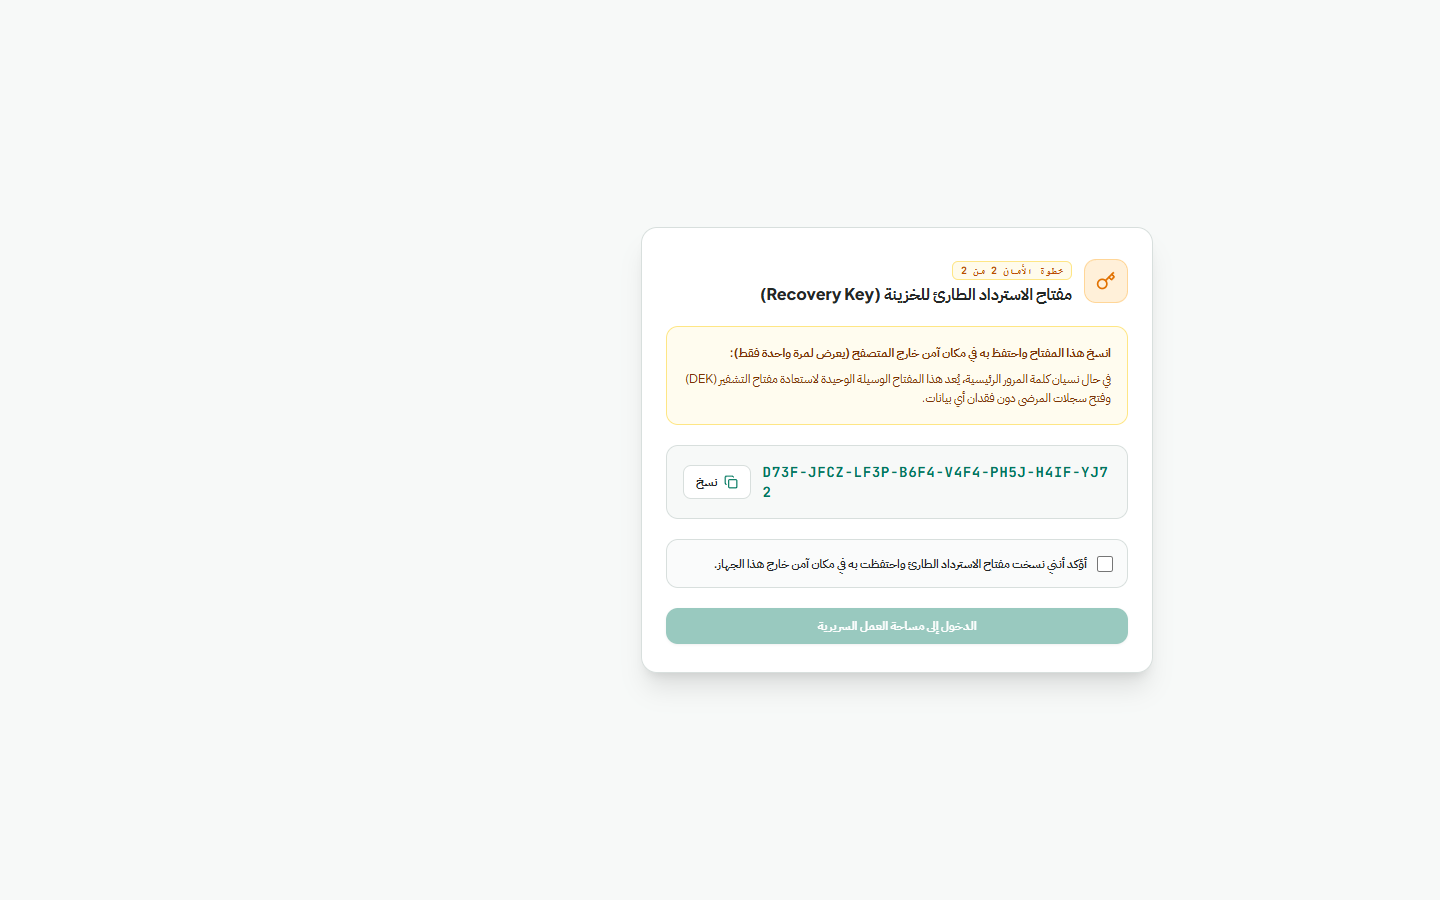 خطوة الأمان 2 من 2
مفتاح الاسترداد الطارئ للخزينة (Recovery Key)
انسخ هذا المفتاح واحتفظ به في مكان آمن خارج المتصفح (يعرض لمرة واحدة فقط):
في حال نسيان كلمة المرور الرئيسية، يُعد هذا المفتاح الوسيلة الوحيدة لاستعادة مفتاح التشفير (DEK)
وفتح سجلات المرضى دون فقدان أي بيانات.
D73F-JFCZ-LF3P-B6F4-V4F4-PH5J-H4IF-YJ7
2
نسخ
أؤكد أنني نسخت مفتاح الاسترداد الطارئ واحتفظت به في مكان آمن خارج هذا الجهاز.
الدخول إلى مساحة العمل السريرية